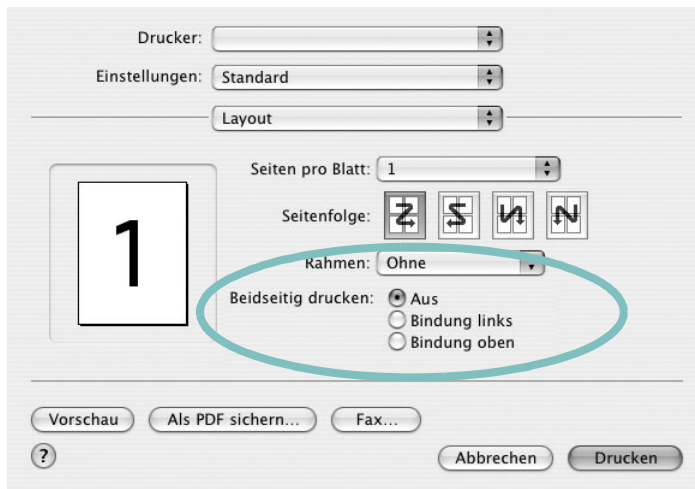 Drucker:
Einstellungen: Standard
Layout
Seiten pro Blatt: 1
1
Seitenfolge:
Rahmen: Ohne
Beidseitig drucken: Aus
Bindung links
Bindung oben
Vorschau Als PDF sichern... Fax...
? Abbrechen Drucken